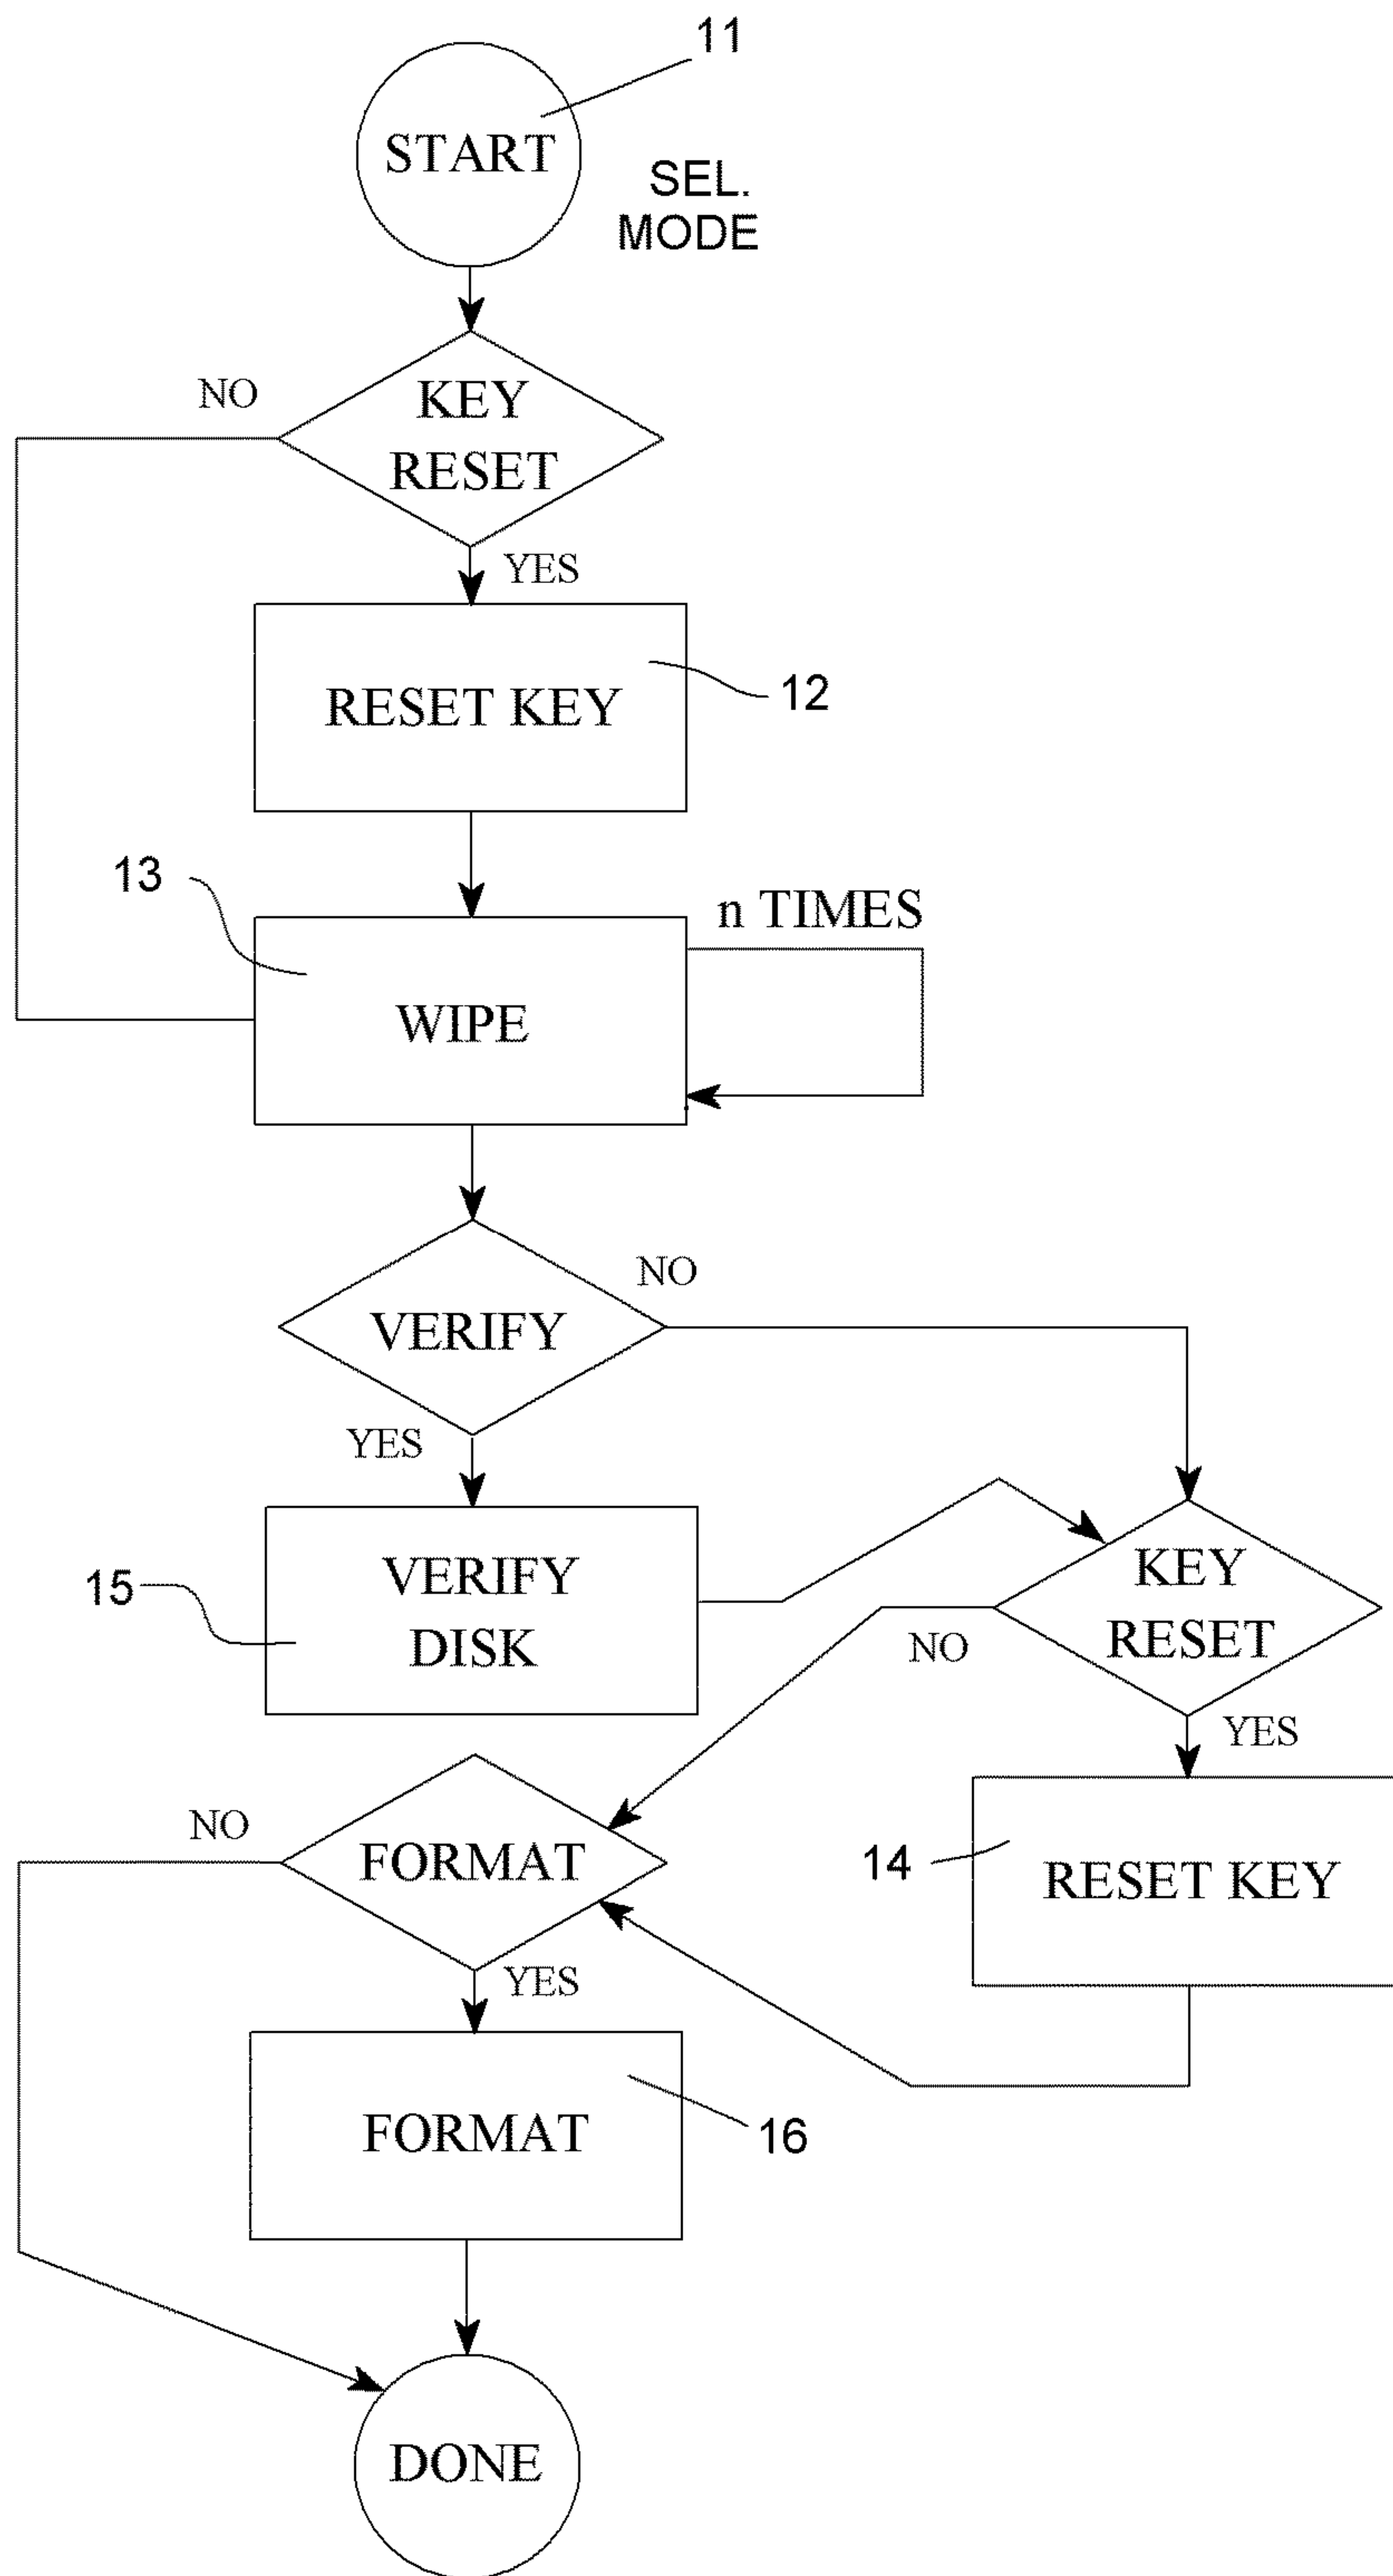 11
START
SEL.
MODE
NO
KEY
RESET
YES
RESET KEY
12
13
n TIMES
WIPE
NO
VERIFY
YES
VERIFY
DISK
15
KEY
RESET
NO
YES
NO
FORMAT
14
RESET KEY
YES
FORMAT
16
DONE